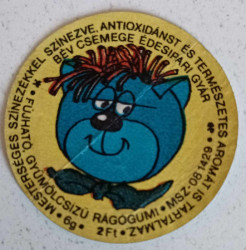 MESTERSÉGES SZÍNEZÉKKEL SZÍNEZVE, ANTIOXIDÁNST ÉS TERMÉSZETES AROMÁT IS TARTALMAZ
BÉV CSEMEGE ÉDESIPARI GYÁR
* FÚJHATÓ, GYÜMÖLCSÍZŰ RÁGÓGUMI • MSZ-08-1429
6g • 2 Ft •